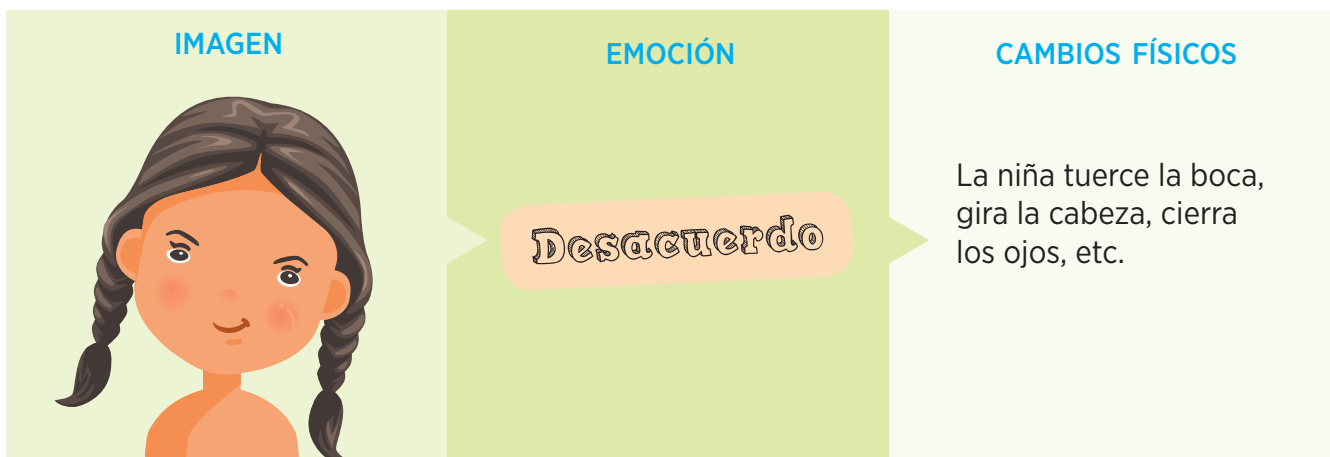 IMAGEN
EMOCIÓN
CAMBIOS FÍSICOS
Desacuerdo
La niña tuerce la boca,
gira la cabeza, cierra
los ojos, etc.